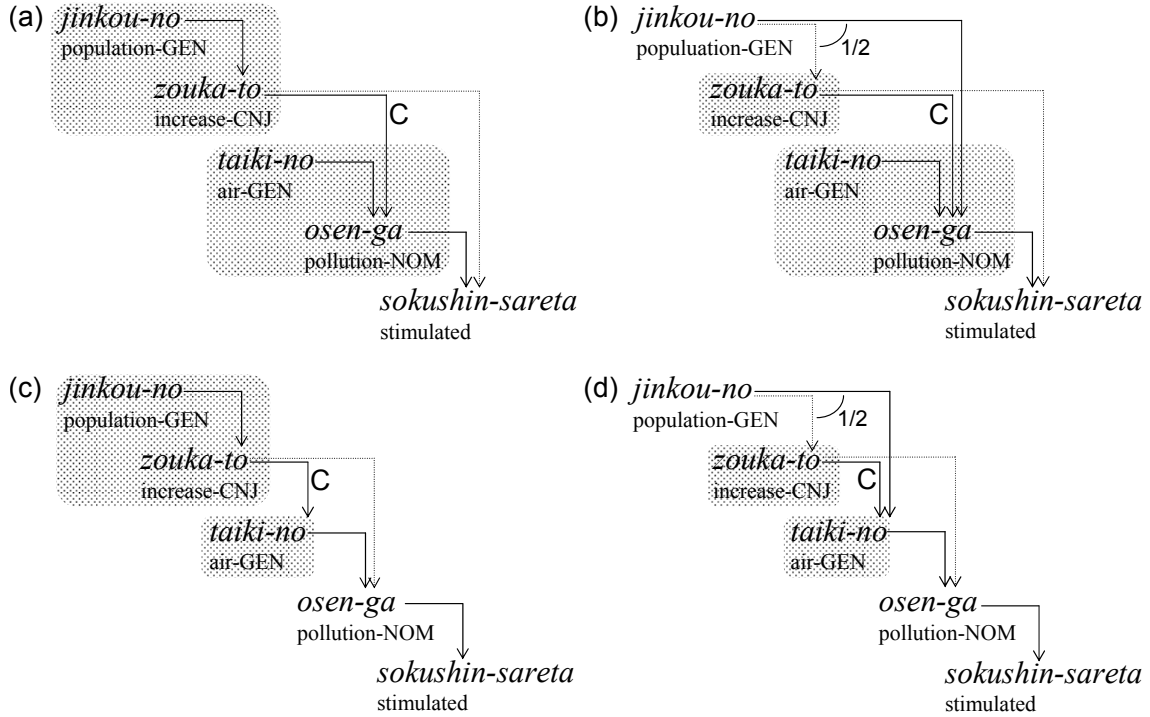 (a) jinkou-no
population-GEN
zouka-to
increase-CNJ
C
taiki-no
air-GEN
osen-ga
pollution-NOM
sokushin-sareta
stimulated
(b) jinkou-no
populuation-GEN
1/2
zouka-to
increase-CNJ
C
taiki-no
air-GEN
osen-ga
pollution-NOM
sokushin-sareta
stimulated
(c) jinkou-no
population-GEN
zouka-to
increase-CNJ
C
taiki-no
air-GEN
osen-ga
pollution-NOM
sokushin-sareta
stimulated
(d) jinkou-no
population-GEN
1/2
zouka-to
increase-CNJ
C
taiki-no
air-GEN
osen-ga
pollution-NOM
sokushin-sareta
stimulated